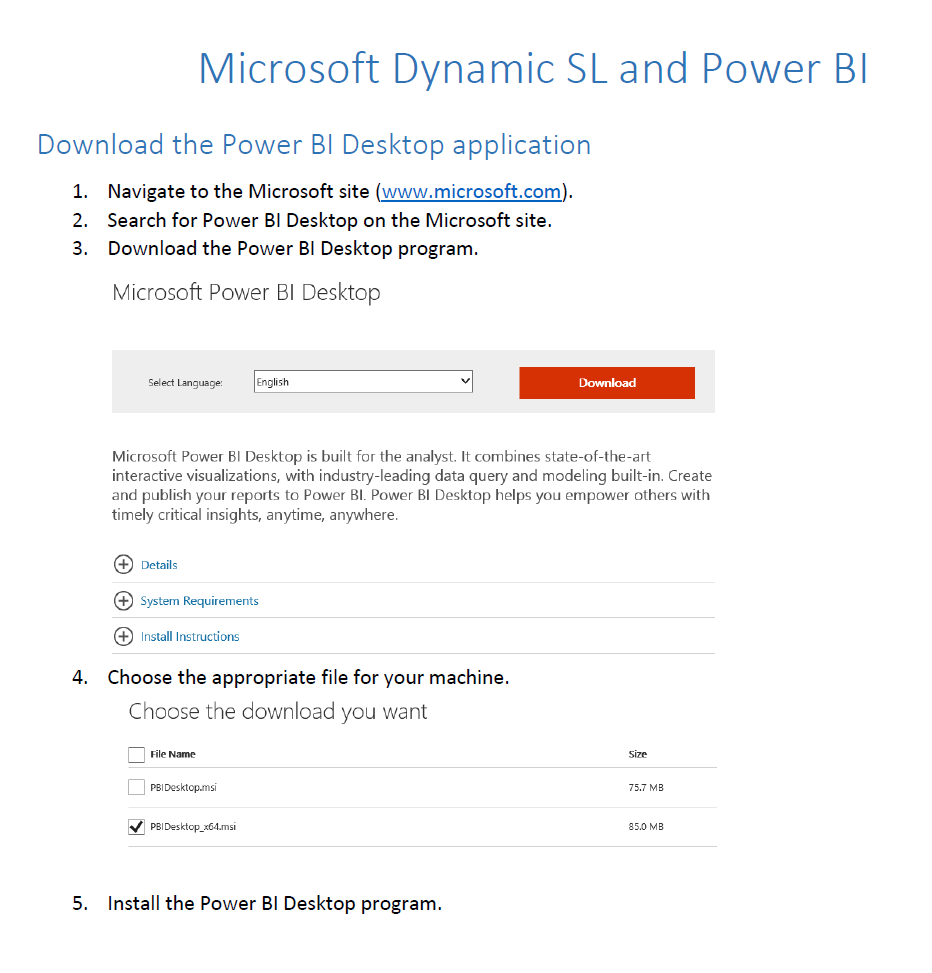 Microsoft Dynamic SL and Power BI
Download the Power BI Desktop application
1. Navigate to the Microsoft site (www.microsoft.com).
2. Search for Power BI Desktop on the Microsoft site.
3. Download the Power BI Desktop program.
Microsoft Power BI Desktop
Select Language: English Download
Microsoft Power BI Desktop is built for the analyst. It combines state-of-the-art
interactive visualizations, with industry-leading data query and modeling built-in. Create
and publish your reports to Power BI. Power BI Desktop helps you empower others with
timely critical insights, anytime, anywhere.
Details
System Requirements
Install Instructions
4. Choose the appropriate file for your machine.
Choose the download you want
File Name Size
PBIDesktop.msi 75.7 MB
PBIDesktop_x64.msi 85.0 MB
5. Install the Power BI Desktop program.